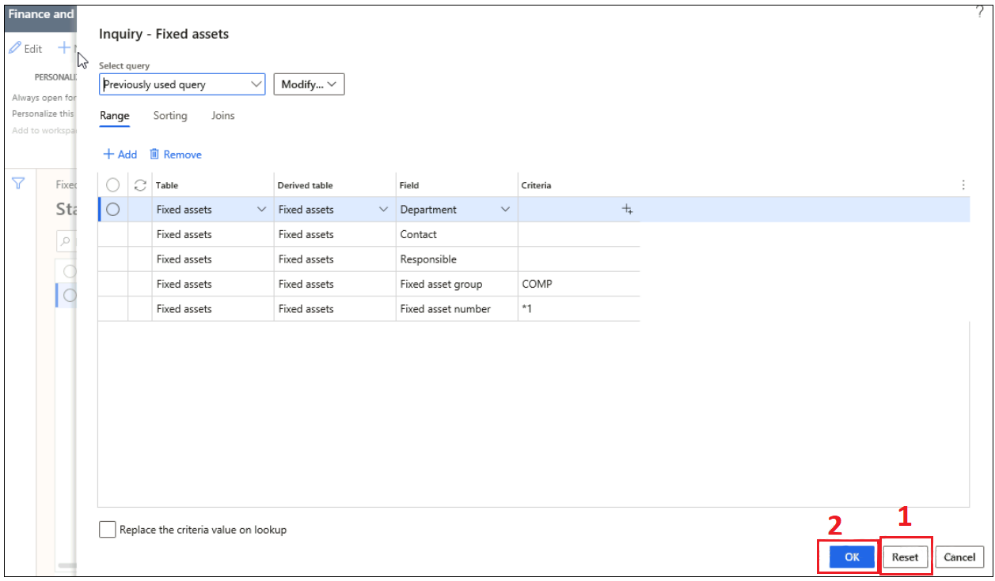 Finance and
?
Inquiry - Fixed assets
Edit
Select query
PERSONALI
Previously used query Modify...
Always open for
Personalize this
Range Sorting Joins
Add to workspa
Add Remove
Fixed
Table Derived table Field Criteria
Sta
Fixed assets Fixed assets Department
Fixed assets Fixed assets Contact
Fixed assets Fixed assets Responsible
Fixed assets Fixed assets Fixed asset group COMP
Fixed assets Fixed assets Fixed asset number *1
Replace the criteria value on lookup
2 1
OK Reset Cancel